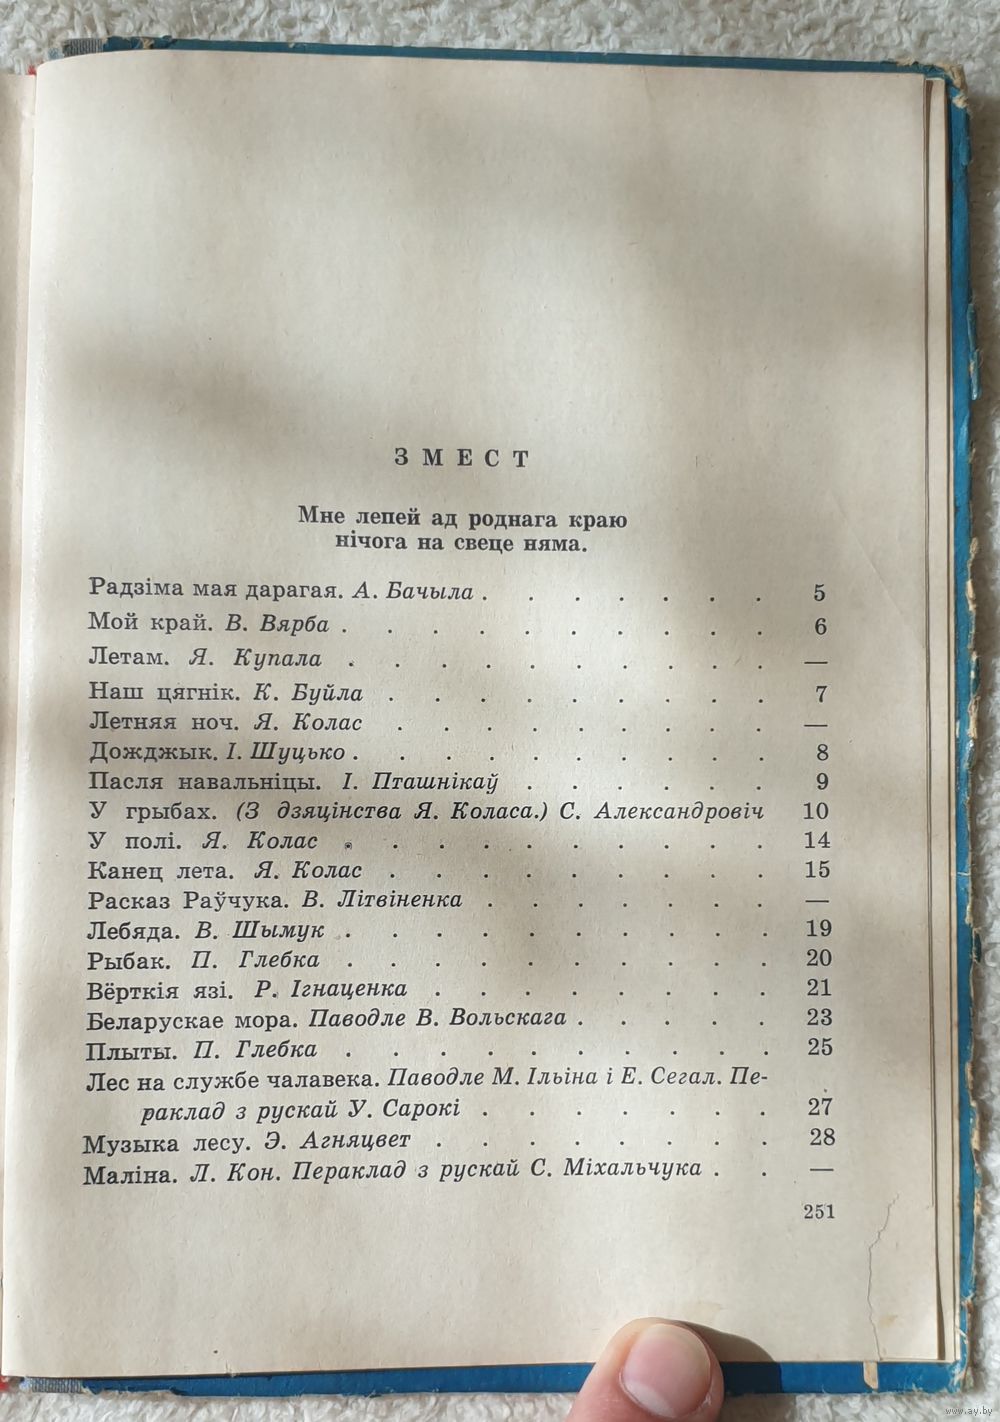 ЗМЕСТ
Мне лепей ад роднага краю
нічога на свеце няма.
Радзіма мая дарагая. А. Бачыла . . . . . . . 5
Мой край. В. Вярба . . . . . . . . . . 6
Летам. Я. Купала . . . . . . . . . . —
Наш цягнік. К. Буйла . . . . . . . . . 7
Летняя ноч. Я. Колас . . . . . . . . . —
Дожджык. І. Шуцько . . . . . . . . . . 8
Пасля навальніцы. І. Пташнікаў . . . . . . 9
У грыбах. (З дзяцінства Я. Коласа.) С. Александровіч 10
У полі. Я. Колас . . . . . . . . . . 14
Канец лета. Я. Колас . . . . . . . . . 15
Расказ Раўчука. В. Літвіненка . . . . . . . —
Лебяда. В. Шымук . . . . . . . . . . 19
Рыбак. П. Глебка . . . . . . . . . . 20
Вёрткія язі. Р. Ігнаценка . . . . . . . . 21
Беларускае мора. Паводле В. Вольскага . . . . . 23
Плыты. П. Глебка . . . . . . . . . . 25
Лес на службе чалавека. Паводле М. Ільіна і Е. Сегал. Пе-
раклад з рускай У. Сарокі . . . . . . . 27
Музыка лесу. Э. Агняцвет . . . . . . . . 28
Маліна. Л. Кон. Пераклад з рускай С. Міхальчука . . —
251
www.ay.by